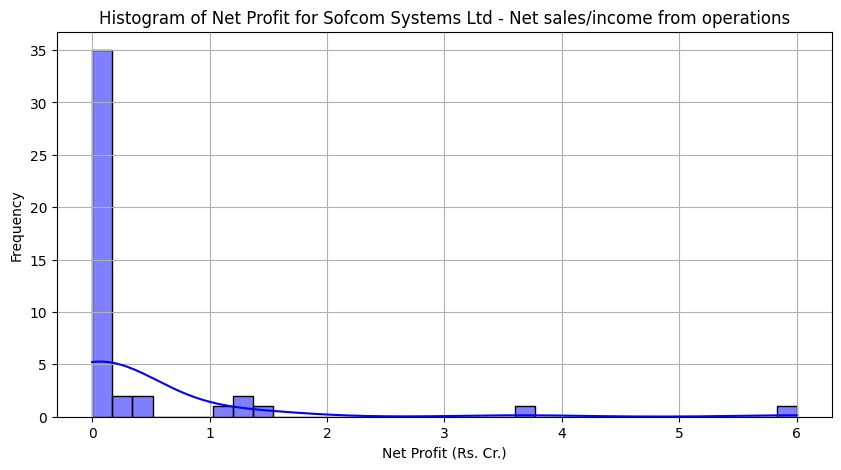 Histogram of Net Profit for Sofcom Systems Ltd - Net sales/income from operations
35
30
25
20
15
10
5
0
Frequency
0 1 2 3 4 5 6
Net Profit (Rs. Cr.)